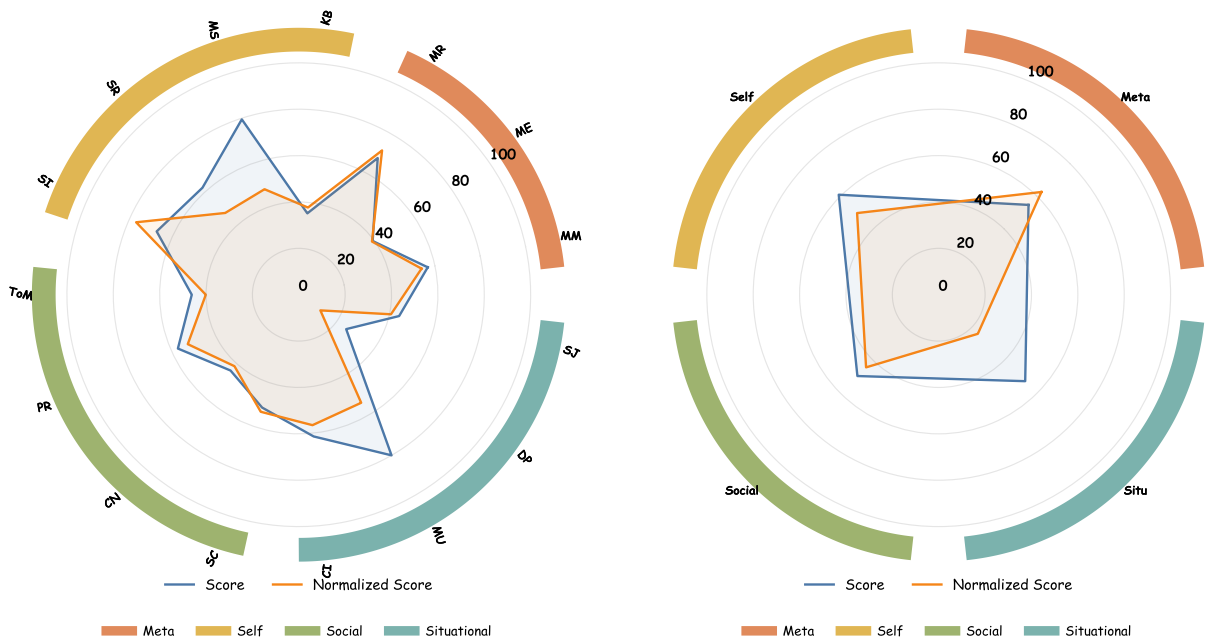 KB
MS
MR
SR
ME
100
80
SI
60
MM
40
20
0
ToM
SJ
PR
DP
CN
MU
SC
CI
Score
Normalized Score
Meta
Self
Social
Situational
100
Self
Meta
80
60
40
20
0
Social
Situ
Score
Normalized Score
Meta
Self
Social
Situational